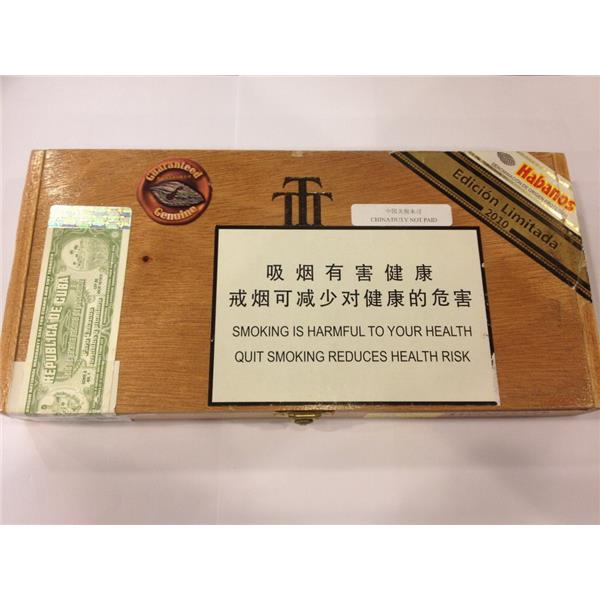 Guaranteed
Genuine
Habanos
Edición Limitada
2010
CHINA DUTY NOT PAID
REPUBLICA DE CUBA
吸烟有害健康
戒烟可减少对健康的危害
SMOKING IS HARMFUL TO YOUR HEALTH
QUIT SMOKING REDUCES HEALTH RISK